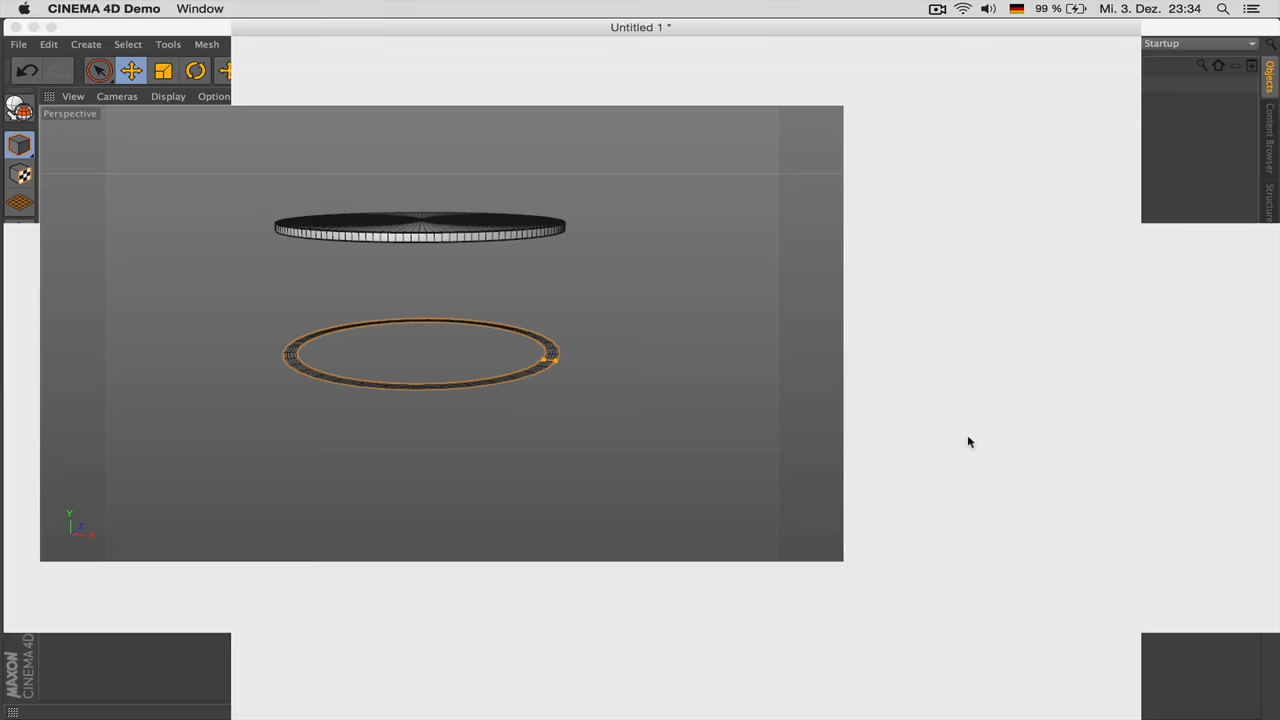 CINEMA 4D Demo Window 99 % Mi. 3. Dez. 23:34
Untitled 1 *
File Edit Create Select Tools Mesh
Startup
View Cameras Display Option
Perspective
Objects
Content Browser
Structure
Y
Z
X
MAXON
CINEMA 4D